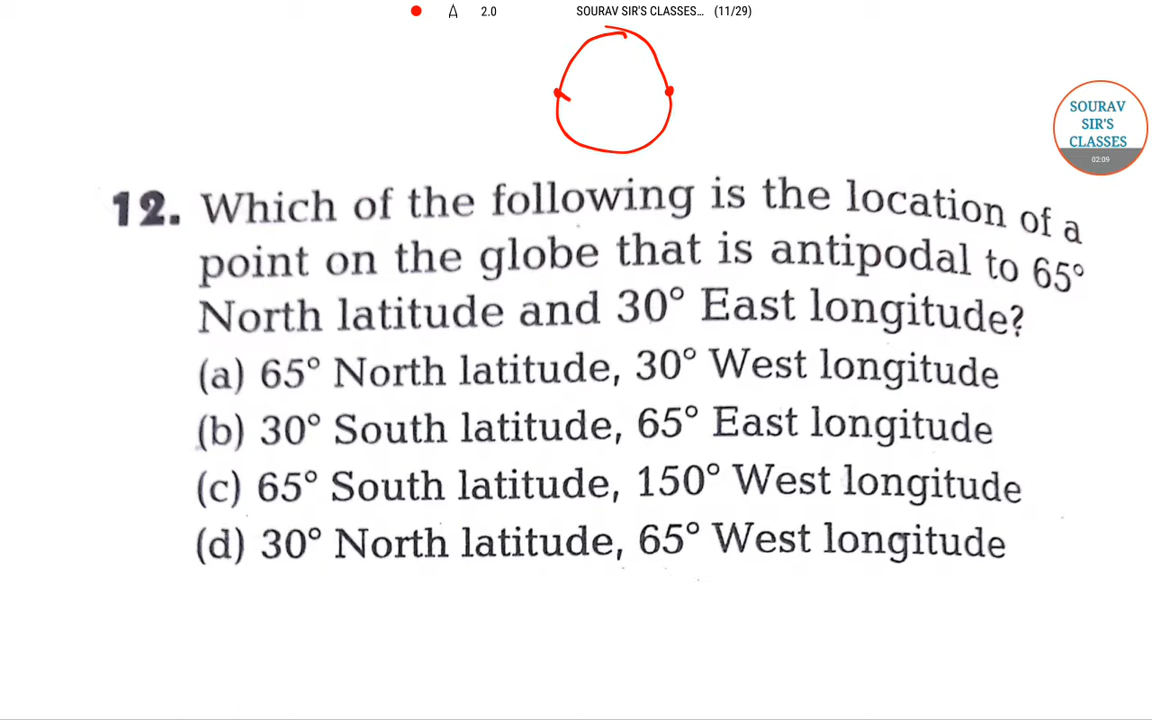 2.0 SOURAV SIR'S CLASSES... (11/29)
SOURAV
SIR'S
CLASSES
02:09
12. Which of the following is the location of a
point on the globe that is antipodal to 65°
North latitude and 30° East longitude?
(a) 65° North latitude, 30° West longitude
(b) 30° South latitude, 65° East longitude
(c) 65° South latitude, 150° West longitude
(d) 30° North latitude, 65° West longitude